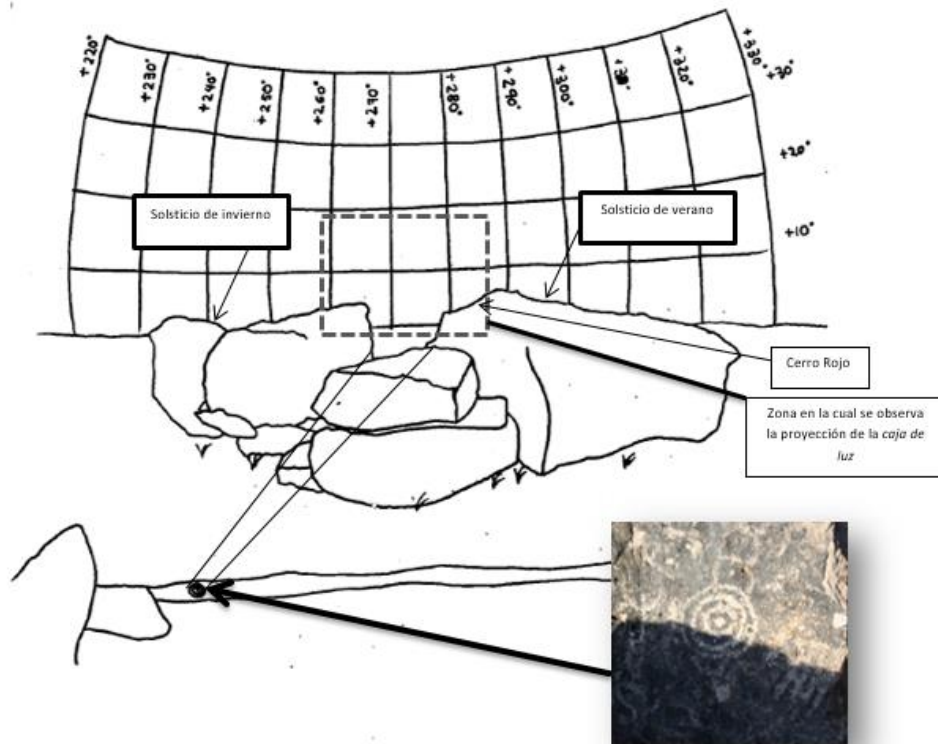 +220°
+230°
+240°
+250°
+260°
+270°
+280°
+290°
+300°
+320°
+330°
+30°
+20°
+10°
Solsticio de invierno
Solsticio de verano
Cerro Rojo
Zona en la cual se observa
la proyección de la caja de
luz